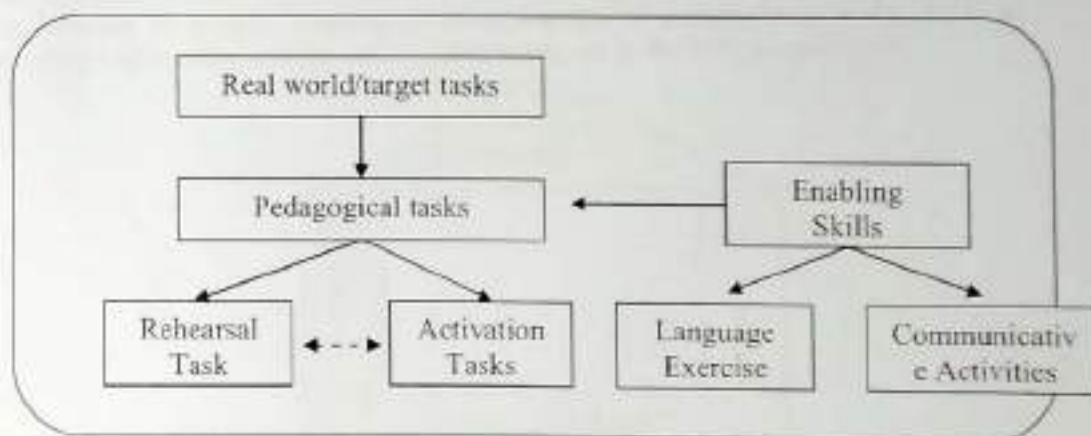 Real world/target tasks
Pedagogical tasks
Enabling
Skills
Rehearsal
Task
Activation
Tasks
Language
Exercise
Communicativ
e Activities